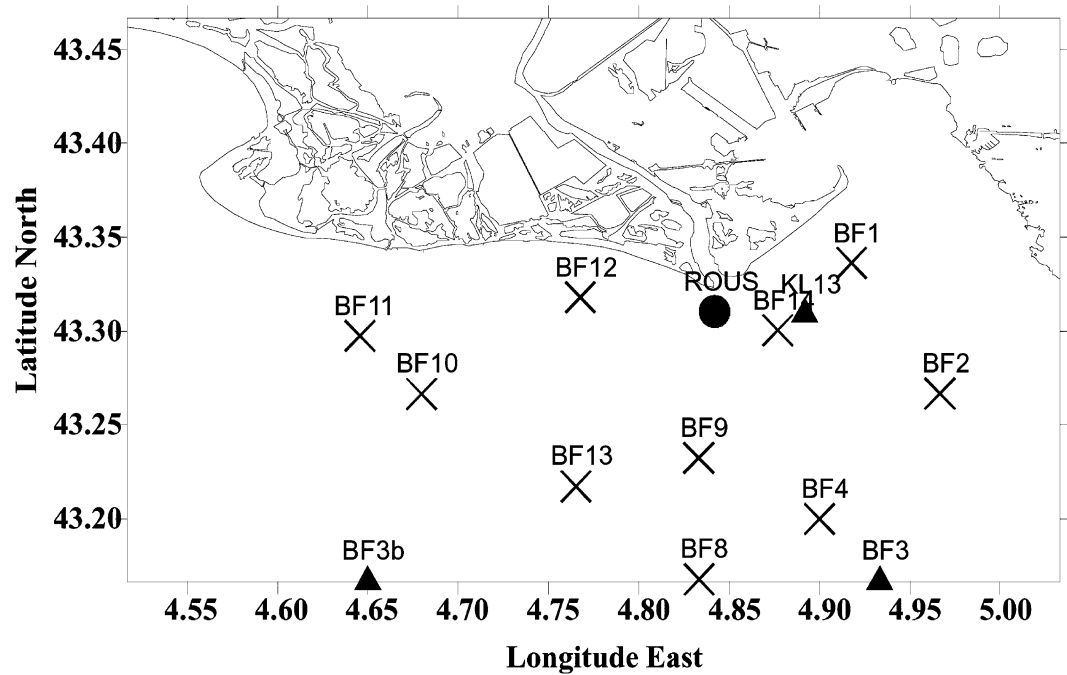 43.45
43.40
43.35
43.30
43.25
43.20
Latitude North
BF1
BF12
ROUS
KL13
BF11
BF14
BF10
BF2
BF9
BF13
BF4
BF3b
BF8
BF3
4.55 4.60 4.65 4.70 4.75 4.80 4.85 4.90 4.95 5.00
Longitude East